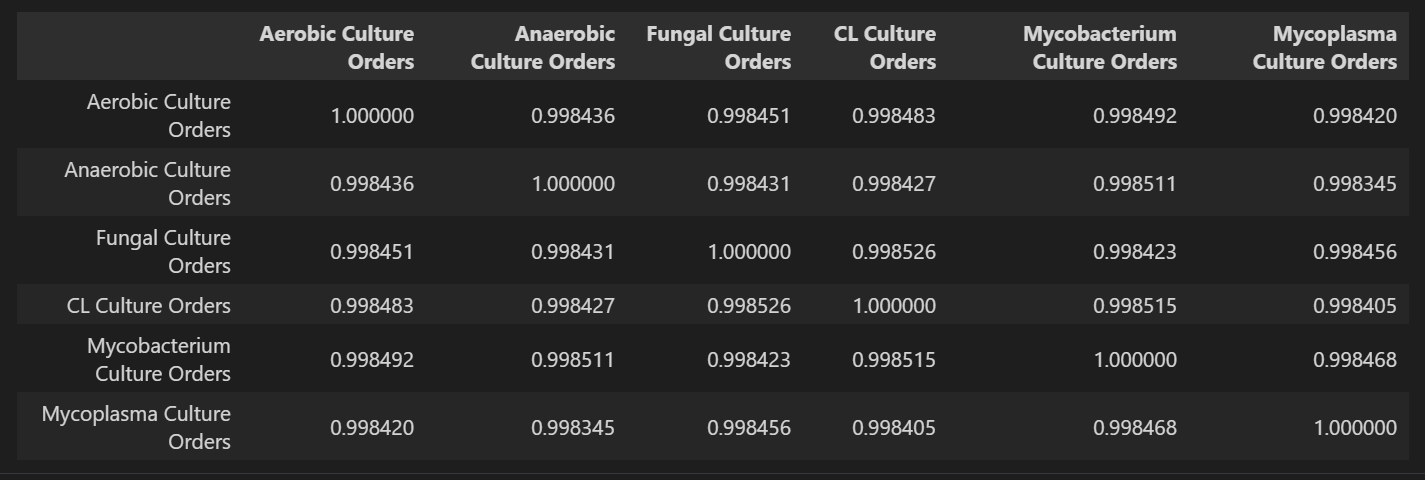 Aerobic Culture Orders Anaerobic Culture Orders Fungal Culture Orders CL Culture Orders Mycobacterium Culture Orders Mycoplasma Culture Orders
Aerobic Culture Orders 1.000000 0.998436 0.998451 0.998483 0.998492 0.998420
Anaerobic Culture Orders 0.998436 1.000000 0.998431 0.998427 0.998511 0.998345
Fungal Culture Orders 0.998451 0.998431 1.000000 0.998526 0.998423 0.998456
CL Culture Orders 0.998483 0.998427 0.998526 1.000000 0.998515 0.998405
Mycobacterium Culture Orders 0.998492 0.998511 0.998423 0.998515 1.000000 0.998468
Mycoplasma Culture Orders 0.998420 0.998345 0.998456 0.998405 0.998468 1.000000